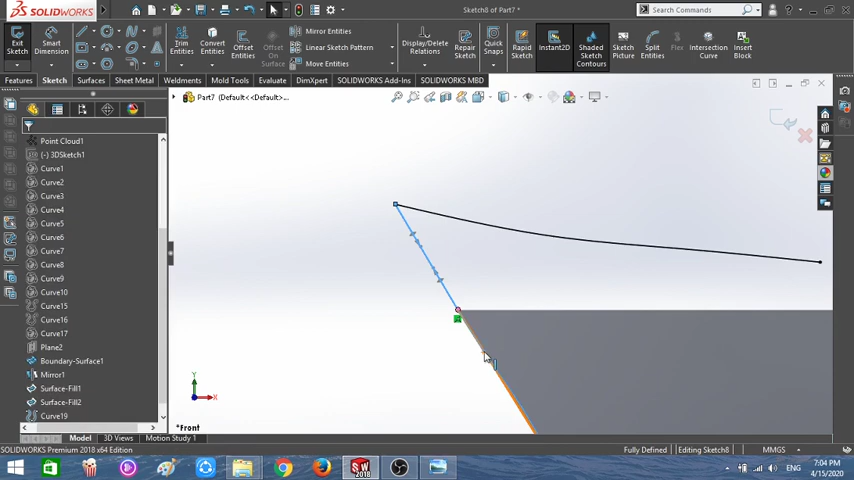 SOLIDWORKS
Sketch8 of Part7 *
Search Commands
Exit Sketch
Smart Dimension
Trim Entities
Convert Entities
Offset Entities
Offset On Surface
Mirror Entities
Linear Sketch Pattern
Move Entities
Display/Delete Relations
Repair Sketch
Quick Snaps
Rapid Sketch
Instant2D
Shaded Sketch Contours
Sketch Picture
Split Entities
Flex
Intersection Curve
Insert Block
Features
Sketch
Surfaces
Sheet Metal
Weldments
Mold Tools
Evaluate
DimXpert
SOLIDWORKS Add-Ins
SOLIDWORKS MBD
Part7 (Default<<Default>...
Point Cloud1
(-) 3DSketch1
Curve1
Curve2
Curve3
Curve4
Curve5
Curve6
Curve7
Curve8
Curve9
Curve10
Curve15
Curve16
Curve17
Plane2
Boundary-Surface1
Mirror1
Surface-Fill1
Surface-Fill2
Curve19
Y
X
*Front
Model
3D Views
Motion Study 1
SOLIDWORKS Premium 2018 x64 Edition
Fully Defined
Editing Sketch8
MMGS
SW
2018
ENG
7:04 PM
4/15/2020